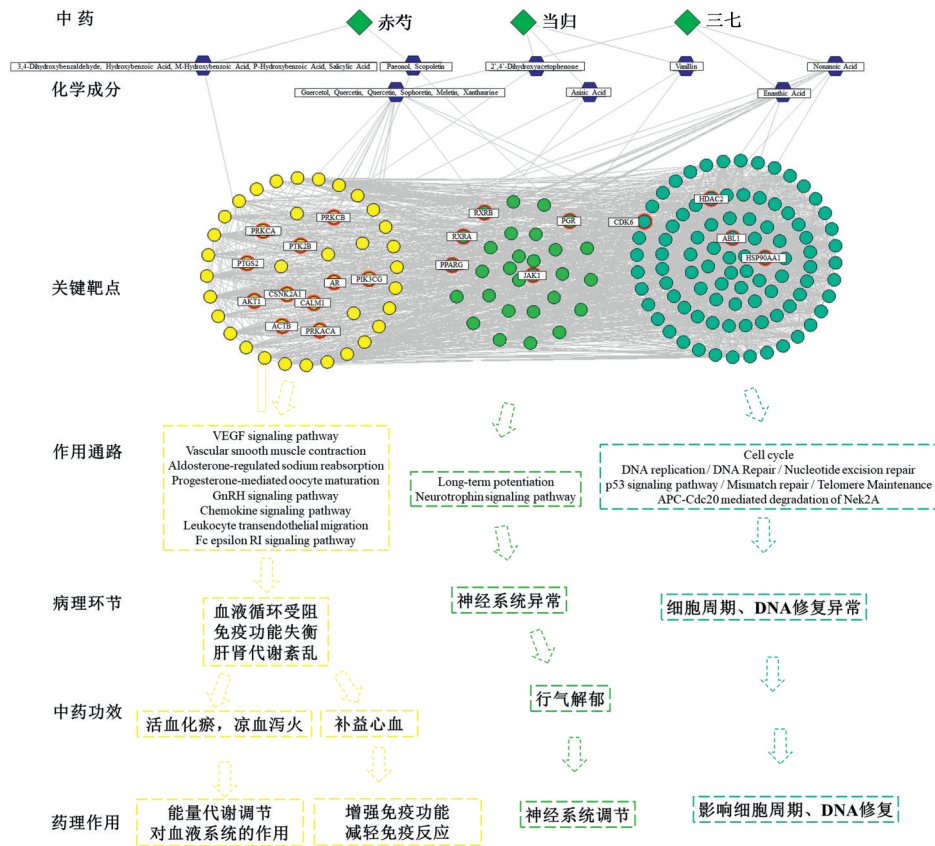 中 药
赤芍
当归
三七
3,4-Dihydroxybenzaldehyde, Hydroxybenzoic Acid, M-Hydroxybenzoic Acid, P-Hydroxybenzoic Acid, Salicylic Acid
Paeonol, Scopoletin
2',4'-Dihydroxyacetophenone
Vanillin
Nonanoic Acid
化学成分
Guercetol, Quercetin, Quercetin, Sophoretin, Meletin, Xanthaurine
Anisic Acid
Enanthic Acid
关键靶点
PRKCA
PRKCB
PTK2B
PTGS2
AR
PIK3CG
CSNK2A1
AKT1
CALM1
ACTB
PRKACA
RXRB
PGR
RXRA
PPARG
JAK1
CDK6
HDAC2
ABL1
HSP90AA1
作用通路
VEGF signaling pathway
Vascular smooth muscle contraction
Aldosterone-regulated sodium reabsorption
Progesterone-mediated oocyte maturation
GnRH signaling pathway
Chemokine signaling pathway
Leukocyte transendothelial migration
Fc epsilon RI signaling pathway
Long-term potentiation
Neurotrophin signaling pathway
Cell cycle
DNA replication / DNA Repair / Nucleotide excision repair
p53 signaling pathway / Mismatch repair / Telomere Maintenance
APC-Cdc20 mediated degradation of Nek2A
病理环节
血液循环受阻
免疫功能失衡
肝肾代谢紊乱
神经系统异常
细胞周期、DNA修复异常
中药功效
活血化瘀，凉血泻火
补益心血
行气解郁
药理作用
能量代谢调节
对血液系统的作用
增强免疫功能
减轻免疫反应
神经系统调节
影响细胞周期、DNA修复